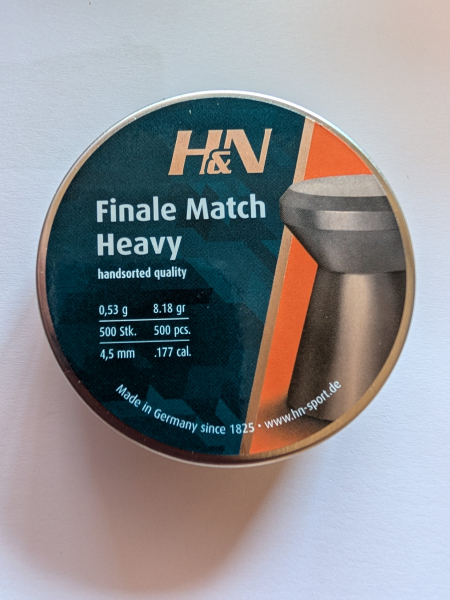 H&N
Finale Match
Heavy
handsorted quality
0,53 g 8.18 gr
500 Stk. 500 pcs.
4,5 mm .177 cal.
Made in Germany since 1825 • www.hn-sport.de